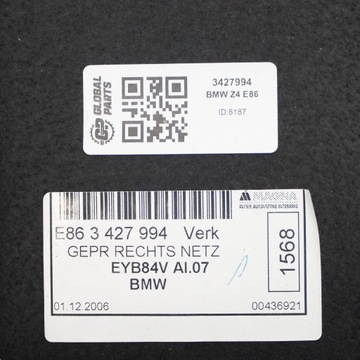 GLOBAL
PARTS
3427994
BMW Z4 E86
ID:6187
MAGNA
E86 3 427 994 Verk
GEPR RECHTS NETZ
EYB84V AI.07
BMW
1568
01.12.2006
00436921